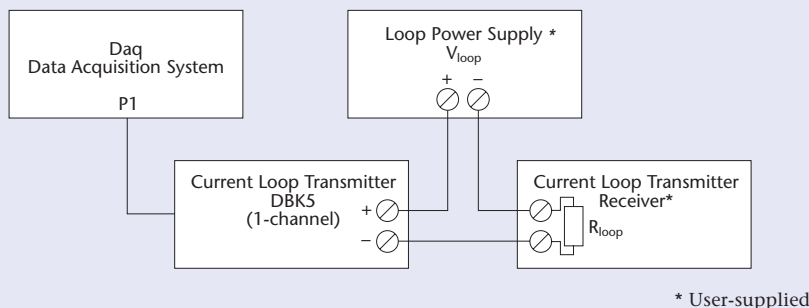 Daq
Data Acquisition System
P1
Loop Power Supply *
Vloop
+ −
Current Loop Transmitter
DBK5
(1-channel)
+
−
Current Loop Transmitter
Receiver*
Rloop
* User-supplied